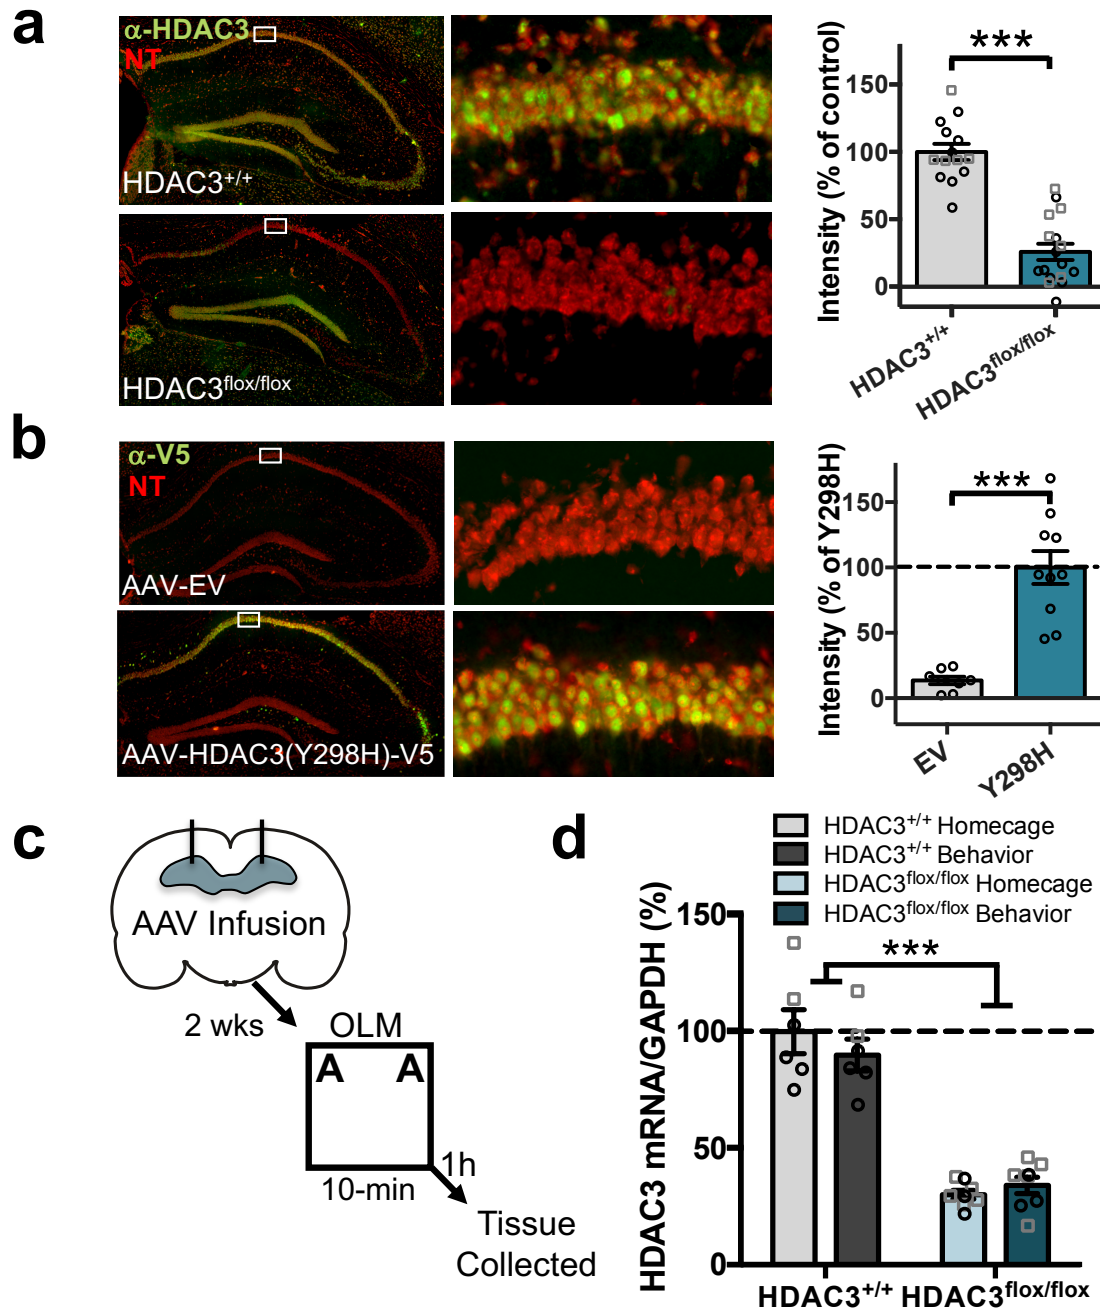 a
α-HDAC3
NT
HDAC3+/+
HDAC3flox/flox
Intensity (% of control)
150
100
50
0
***
HDAC3+/+
HDAC3flox/flox
b
α-V5
NT
AAV-EV
AAV-HDAC3(Y298H)-V5
Intensity (% of Y298H)
150
100
50
0
***
EV
Y298H
c
AAV Infusion
2 wks
OLM
A A
10-min
1h
Tissue
Collected
d
HDAC3+/+ Homecage
HDAC3+/+ Behavior
HDAC3flox/flox Homecage
HDAC3flox/flox Behavior
HDAC3 mRNA/GAPDH (%)
150
100
50
0
***
HDAC3+/+ HDAC3flox/flox